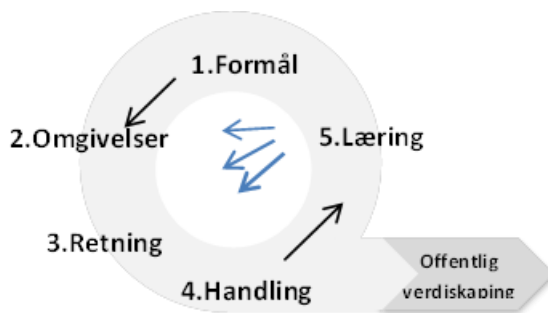 1.Formål
2.Omgivelser
5.Læring
3.Retning
4.Handling
Offentlig
verdiskaping